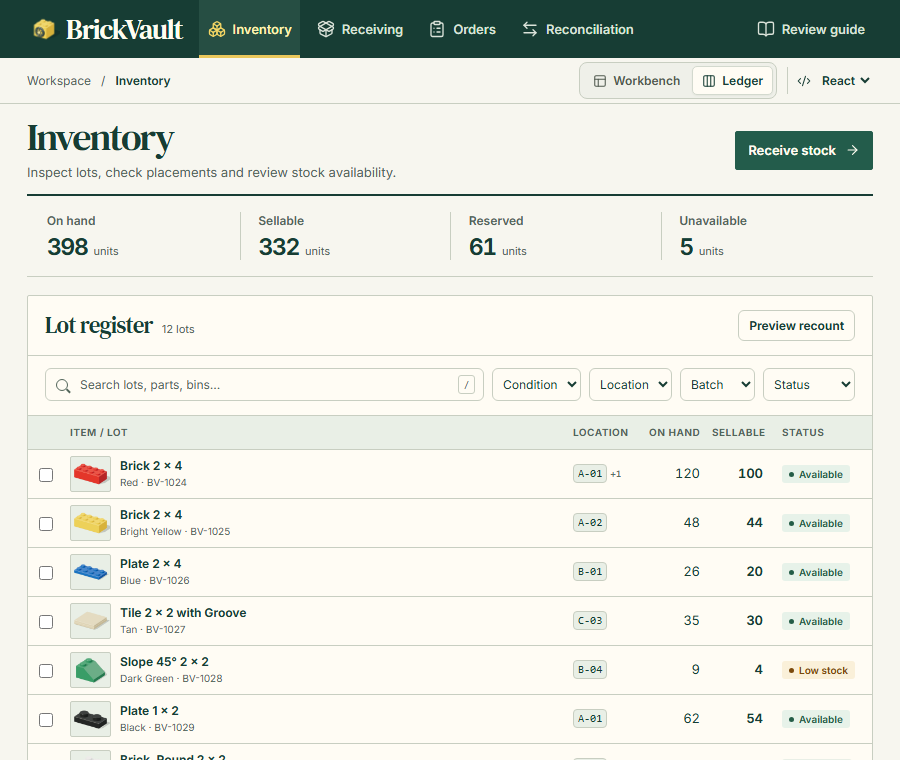 BrickVault
Inventory
Receiving
Orders
Reconciliation
Review guide
Workspace / Inventory
Workbench
Ledger
React
Inventory
Inspect lots, check placements and review stock availability.
Receive stock
On hand
398 units
Sellable
332 units
Reserved
61 units
Unavailable
5 units
Lot register 12 lots
Preview recount
Search lots, parts, bins... /
Condition
Location
Batch
Status
ITEM / LOT LOCATION ON HAND SELLABLE STATUS
Brick 2 × 4
Red · BV-1024
A-01 +1 120 100 Available
Brick 2 × 4
Bright Yellow · BV-1025
A-02 48 44 Available
Plate 2 × 4
Blue · BV-1026
B-01 26 20 Available
Tile 2 × 2 with Groove
Tan · BV-1027
C-03 35 30 Available
Slope 45° 2 × 2
Dark Green · BV-1028
B-04 9 4 Low stock
Plate 1 × 2
Black · BV-1029
A-01 62 54 Available
Brick, Round 2 × 2